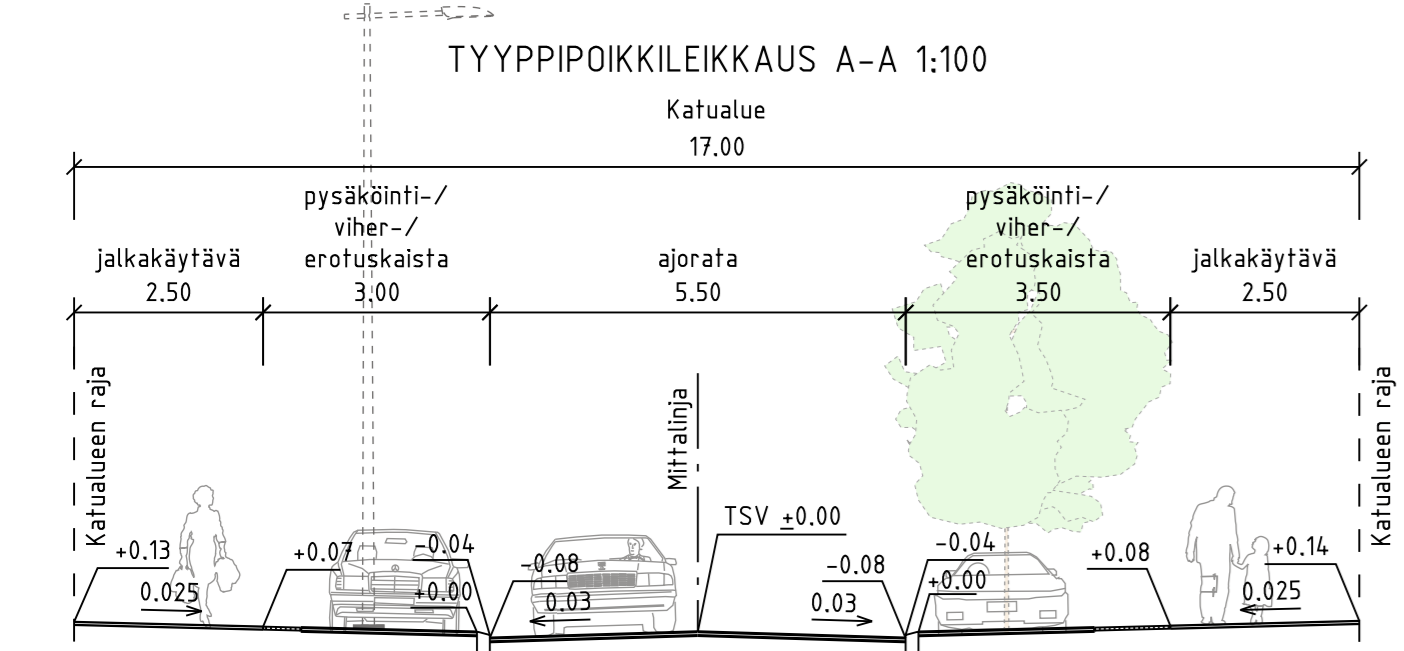 TYYPPIPOIKKILEIKKAUS A-A 1:100
Katualue
17.00
pysäköinti-/
viher-/
erotuskaista
3.00
pysäköinti-/
viher-/
erotuskaista
3.50
jalkakäytävä
2.50
ajorata
5.50
jalkakäytävä
2.50
Katualueen raja
Mittalinja
Katualueen raja
TSV ±0.00
+0.13
0.025
+0.07
-0.04
+0.00
-0.08
0.03
-0.08
0.03
-0.04
+0.00
+0.08
+0.14
0.025